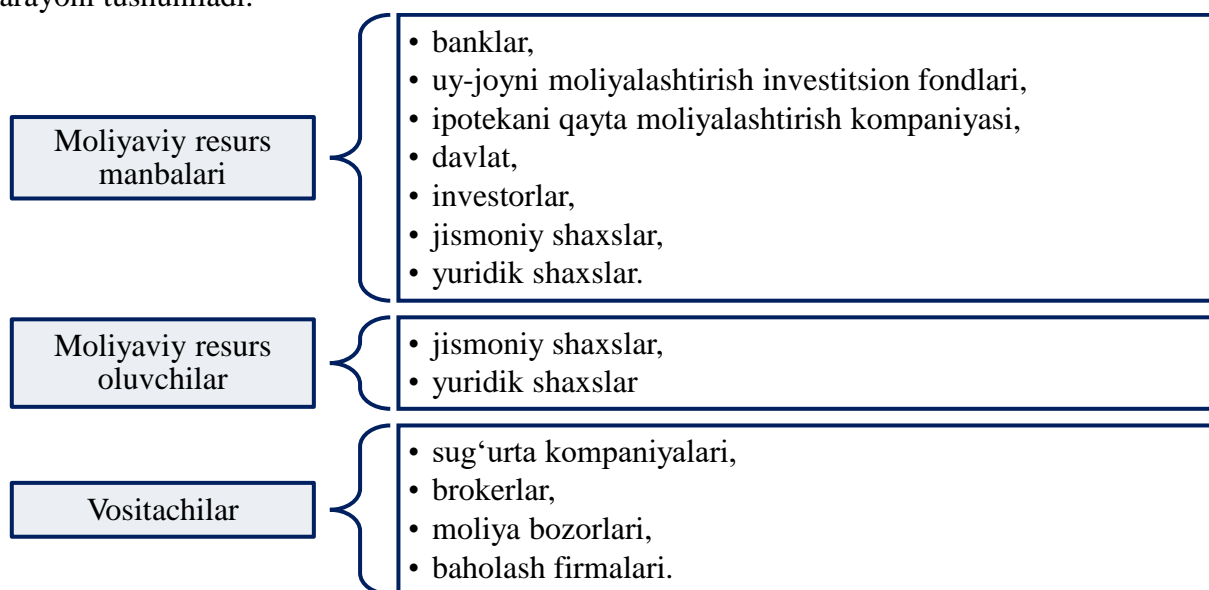 tushuniladi.
Moliyaviy resurs
manbalari
• banklar,
• uy-joyni moliyalashtirish investitsion fondlari,
• ipotekani qayta moliyalashtirish kompaniyasi,
• davlat,
• investorlar,
• jismoniy shaxslar,
• yuridik shaxslar.
Moliyaviy resurs
oluvchilar
• jismoniy shaxslar,
• yuridik shaxslar
Vositachilar
• sug‘urta kompaniyalari,
• brokerlar,
• moliya bozorlari,
• baholash firmalari.